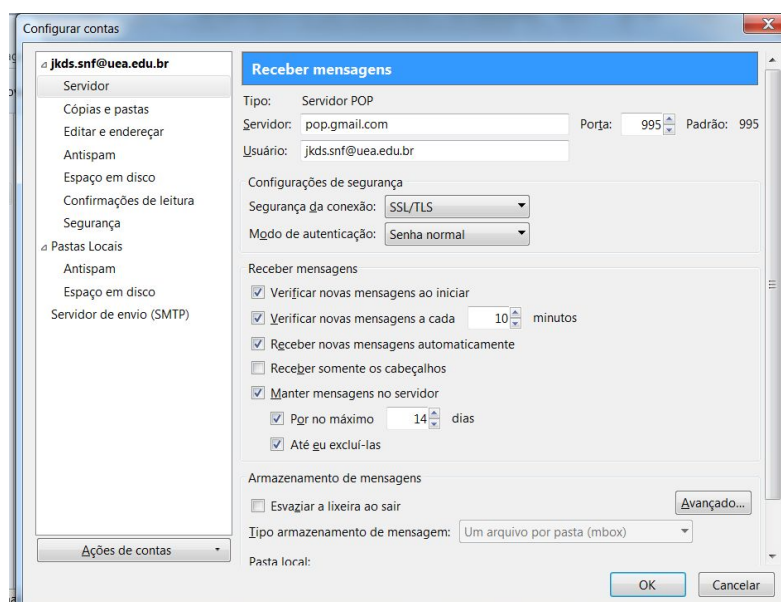 Configurar contas
jkds.snf@uea.edu.br
Servidor
Cópias e pastas
Editar e endereçar
Antispam
Espaço em disco
Confirmações de leitura
Segurança
Pastas Locais
Antispam
Espaço em disco
Servidor de envio (SMTP)
Ações de contas
Receber mensagens
Tipo: Servidor POP
Servidor: pop.gmail.com Porta: 995 Padrão: 995
Usuário: jkds.snf@uea.edu.br
Configurações de segurança
Segurança da conexão: SSL/TLS
Modo de autenticação: Senha normal
Receber mensagens
Verificar novas mensagens ao iniciar
Verificar novas mensagens a cada 10 minutos
Receber novas mensagens automaticamente
Receber somente os cabeçalhos
Manter mensagens no servidor
Por no máximo 14 dias
Até eu excluí-las
Armazenamento de mensagens
Esvaziar a lixeira ao sair Avançado...
Tipo armazenamento de mensagem: Um arquivo por pasta (mbox)
Pasta local:
OK Cancelar